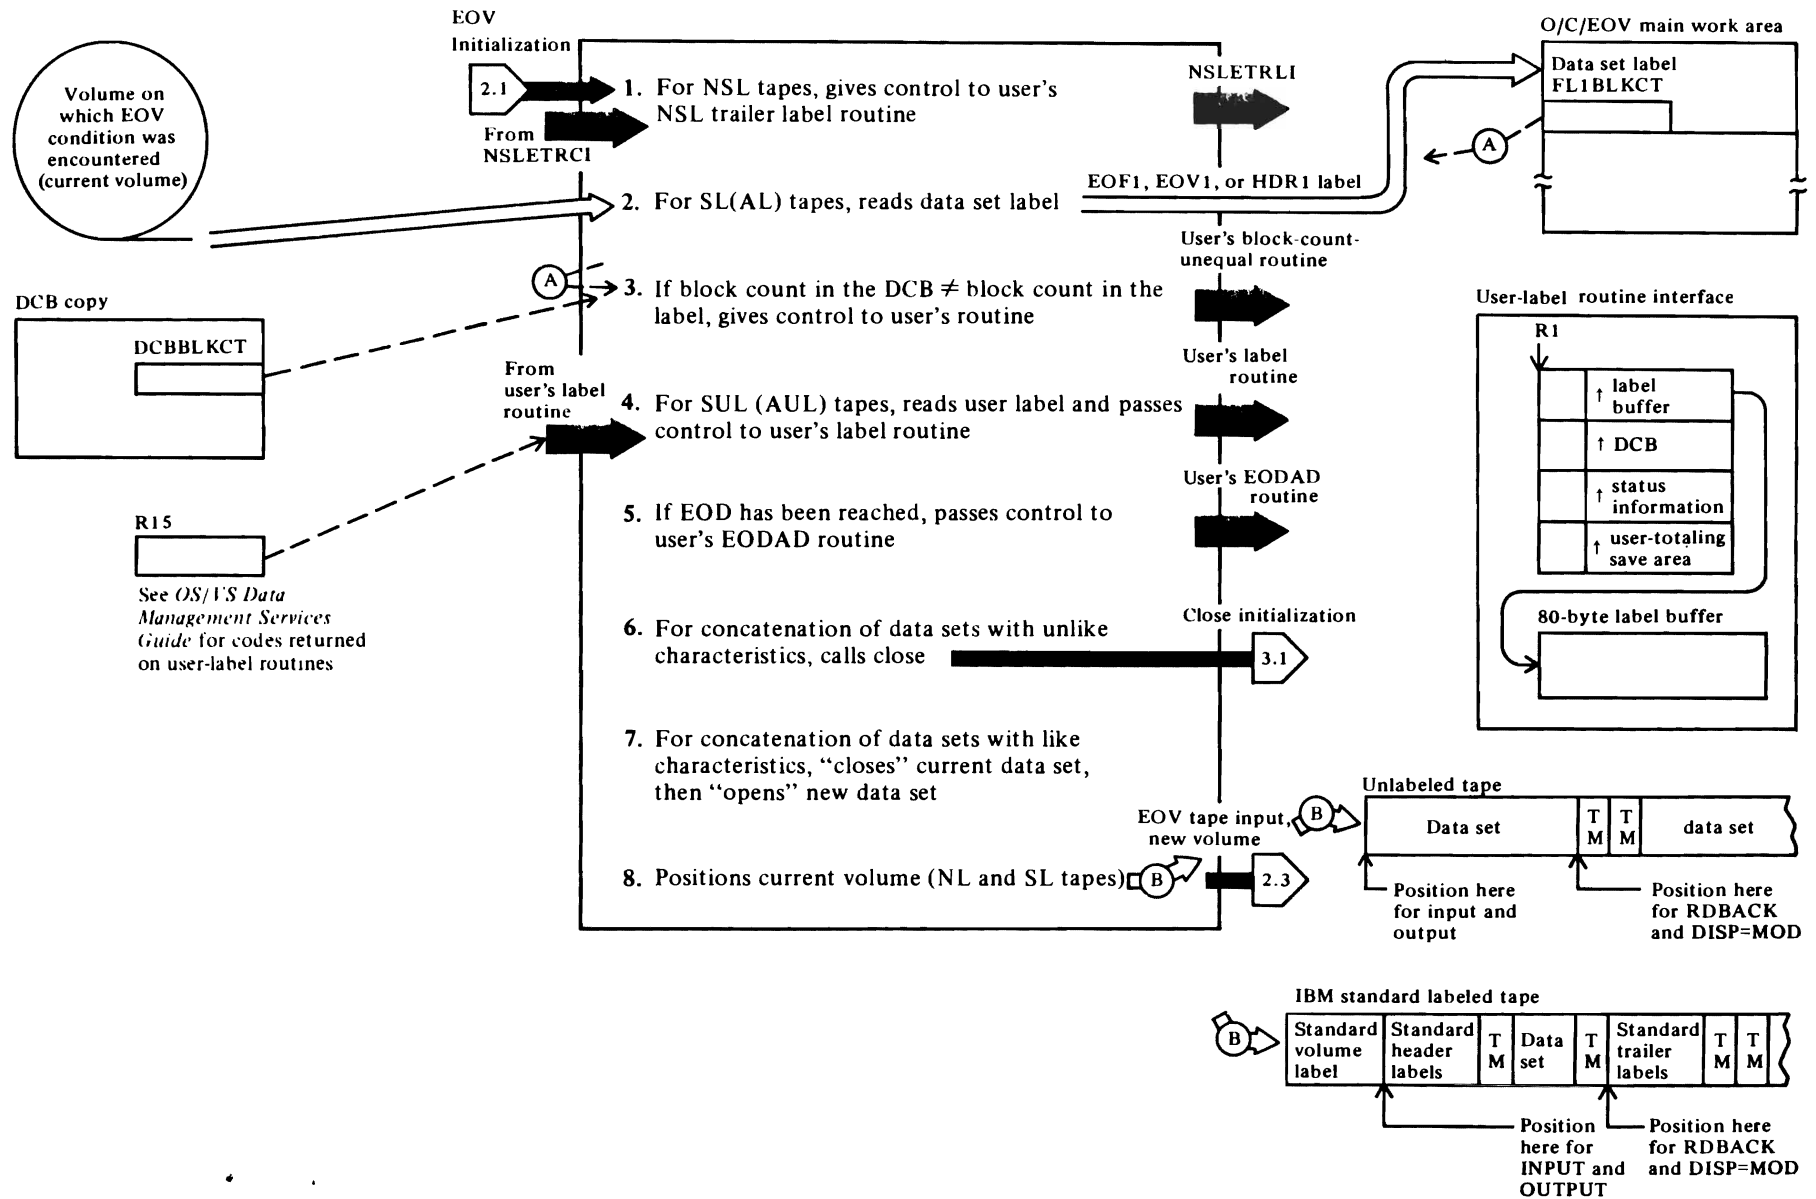 EOV
Initialization
2.1
From
NSLETRCI
Volume on
which EOV
condition was
encountered
(current volume)
1. For NSL tapes, gives control to user's
NSL trailer label routine
NSLETRLI
O/C/EOV main work area
Data set label
FL1BLKCT
A
2. For SL(AL) tapes, reads data set label
EOF1, EOV1, or HDR1 label
User's block-count-
unequal routine
A
3. If block count in the DCB ≠ block count in the
label, gives control to user's routine
DCB copy
DCBBLKCT
From
user's label
routine
User's label
routine
4. For SUL (AUL) tapes, reads user label and passes
control to user's label routine
R15
See OS/VS Data
Management Services
Guide for codes returned
on user-label routines
User's EODAD
routine
5. If EOD has been reached, passes control to
user's EODAD routine
Close initialization
6. For concatenation of data sets with unlike
characteristics, calls close
3.1
7. For concatenation of data sets with like
characteristics, “closes” current data set,
then “opens” new data set
EOV tape input,
new volume
8. Positions current volume (NL and SL tapes)
B
2.3
User-label routine interface
R1
↑ label
buffer
↑ DCB
↑ status
information
↑ user-totaling
save area
80-byte label buffer
Unlabeled tape
B
Data set
TM
TM
data set
Position here
for input and
output
Position here
for RDBACK
and DISP=MOD
IBM standard labeled tape
B
Standard
volume
label
Standard
header
labels
TM
Data
set
TM
Standard
trailer
labels
TM
TM
Position
here for
INPUT and
OUTPUT
Position here
for RDBACK
and DISP=MOD